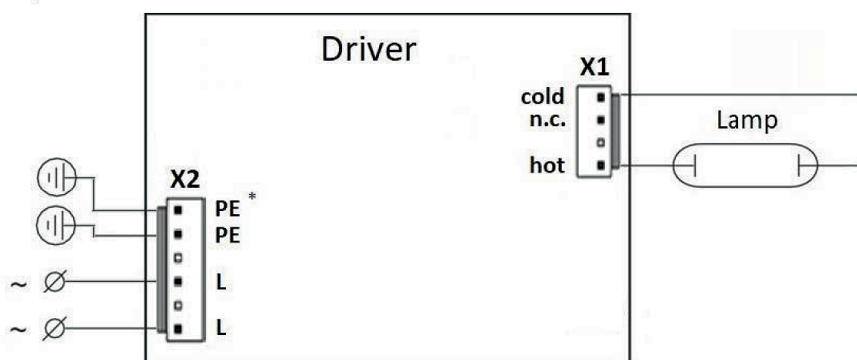 Driver
X1
cold
n.c.
Lamp
hot
X2
PE *
PE
~ L
~ L